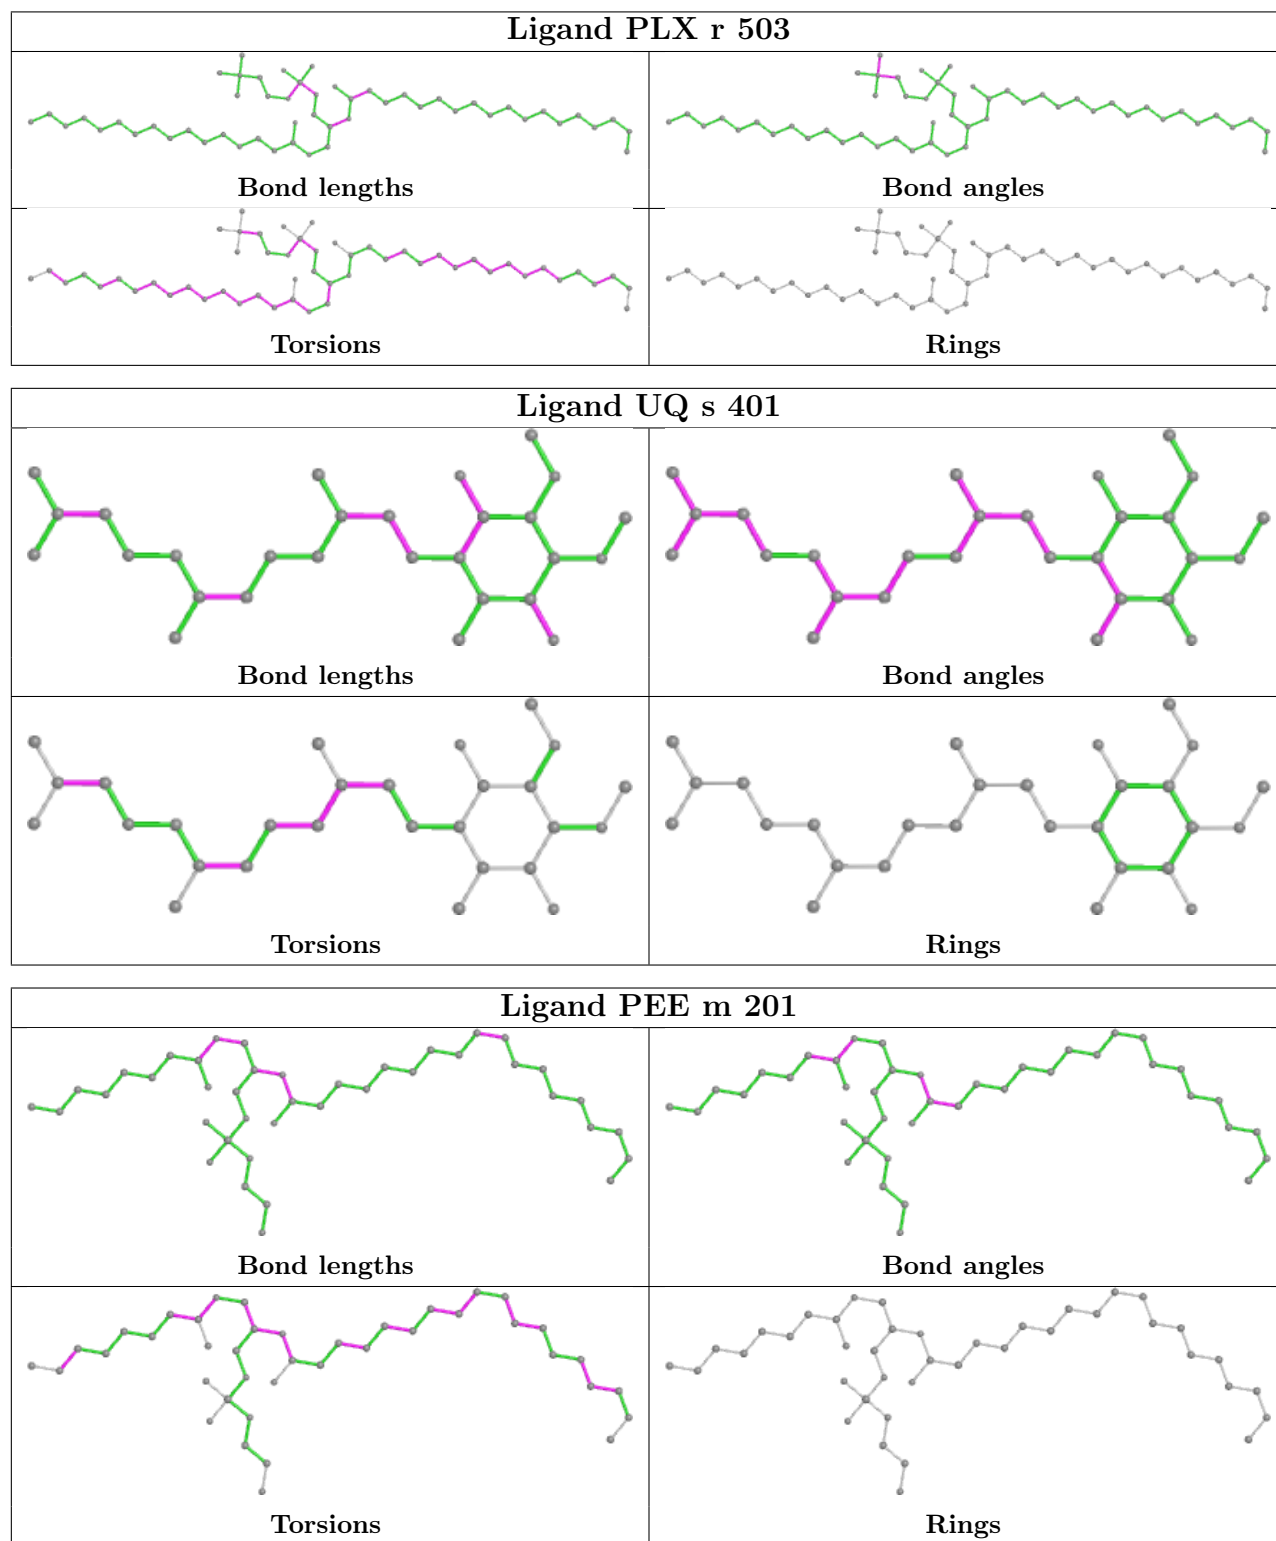 Ligand PLX r 503
Bond lengths
Bond angles
Torsions
Rings
Ligand UQ s 401
Bond lengths
Bond angles
Torsions
Rings
Ligand PEE m 201
Bond lengths
Bond angles
Torsions
Rings